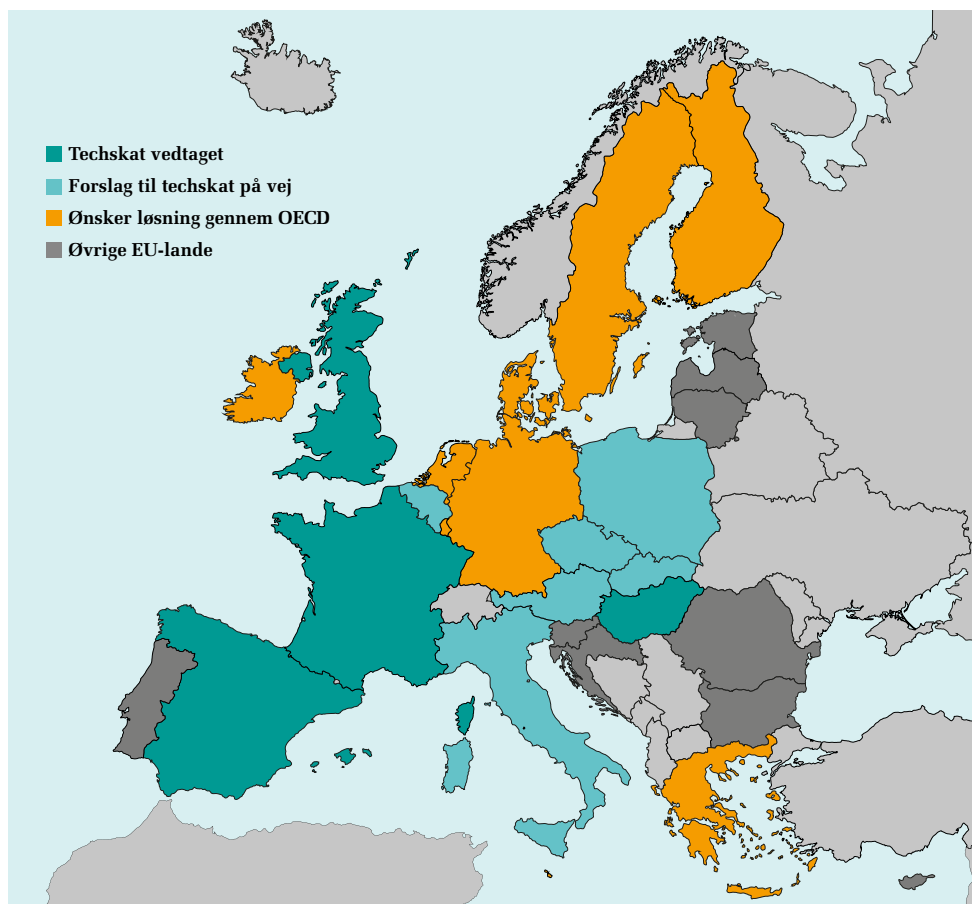 Techskat vedtaget
Forslag til techskat på vej
Ønsker løsning gennem OECD
Øvrige EU-lande